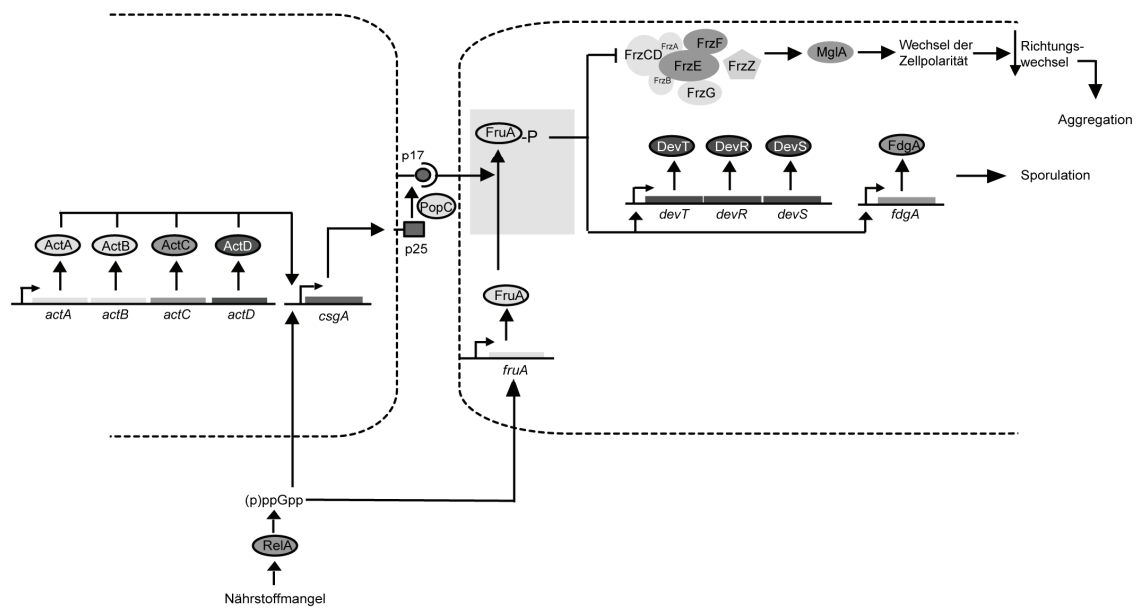 FrzCD
FrzA
FrzF
FrzE
FrzB
FrzZ
FrzG
MglA
Wechsel der
Zellpolarität
Richtungs-
wechsel
Aggregation
FruA-P
DevT
DevR
DevS
FdgA
devT
devR
devS
fdgA
Sporulation
p17
PopC
p25
ActA
ActB
ActC
ActD
actA
actB
actC
actD
csgA
FruA
fruA
(p)ppGpp
RelA
Nährstoffmangel